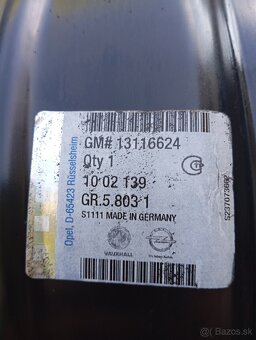 GM# 13116624
Qty 1
10 02 139
GR.5.803 1
S1111 MADE IN GERMANY
VAUXHALL
Opel, D-65423 Rüsselsheim
© Bazar.sk